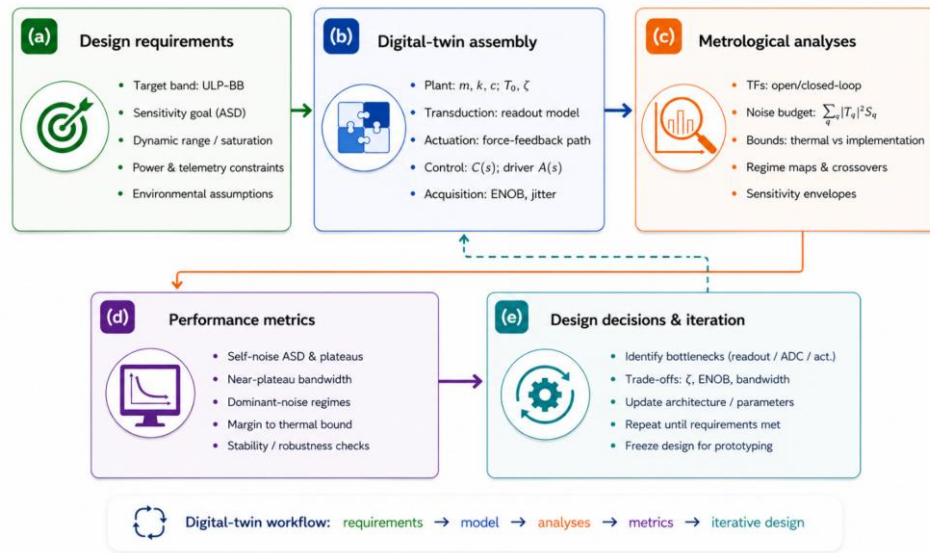 (a) Design requirements
• Target band: ULP-BB
• Sensitivity goal (ASD)
• Dynamic range / saturation
• Power & telemetry constraints
• Environmental assumptions
(b) Digital-twin assembly
• Plant: m, k, c; T₀, ζ
• Transduction: readout model
• Actuation: force-feedback path
• Control: C(s); driver A(s)
• Acquisition: ENOB, jitter
(c) Metrological analyses
• TFs: open/closed-loop
• Noise budget: ∑_q |T_q|² S_q
• Bounds: thermal vs implementation
• Regime maps & crossovers
• Sensitivity envelopes
(d) Performance metrics
• Self-noise ASD & plateaus
• Near-plateau bandwidth
• Dominant-noise regimes
• Margin to thermal bound
• Stability / robustness checks
(e) Design decisions & iteration
• Identify bottlenecks (readout / ADC / act.)
• Trade-offs: ζ, ENOB, bandwidth
• Update architecture / parameters
• Repeat until requirements met
• Freeze design for prototyping
Digital-twin workflow: requirements → model → analyses → metrics → iterative design